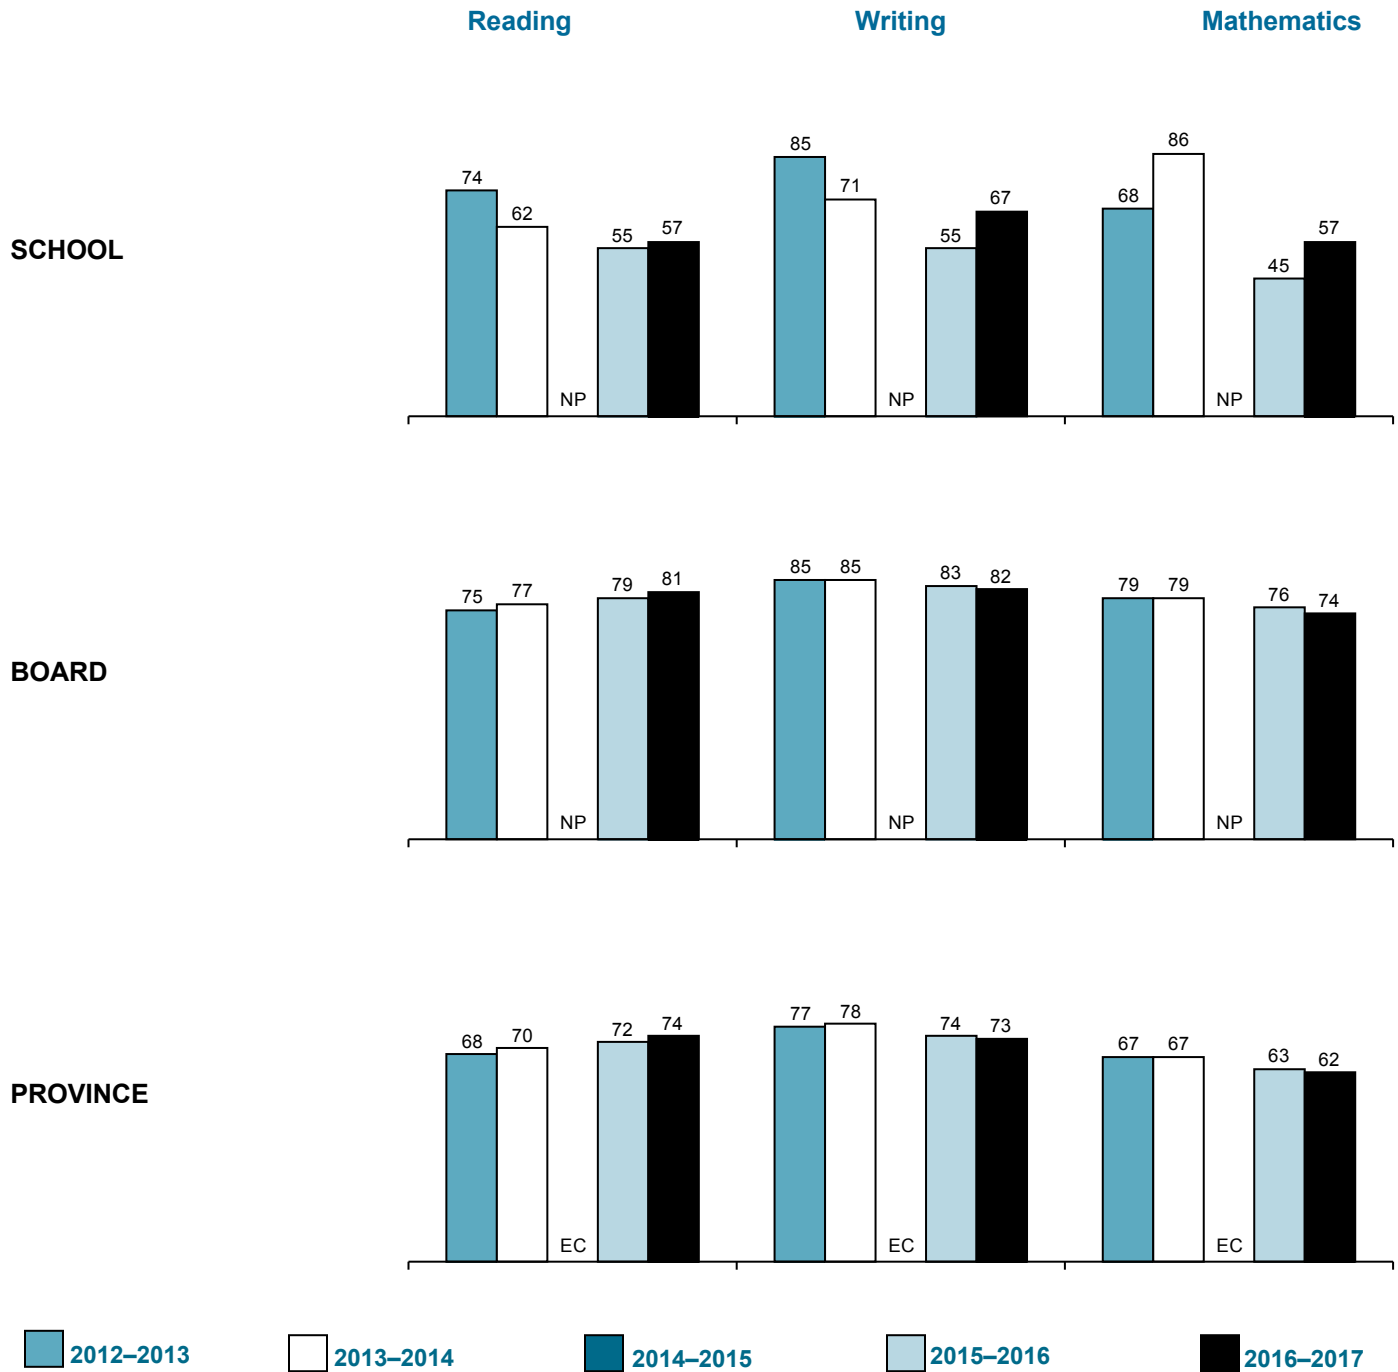 Reading Writing Mathematics
SCHOOL
74 62 NP 55 57 85 71 NP 55 67 68 86 NP 45 57
BOARD
75 77 NP 79 81 85 85 NP 83 82 79 79 NP 76 74
PROVINCE
68 70 EC 72 74 77 78 EC 74 73 67 67 EC 63 62
2012–2013 2013–2014 2014–2015 2015–2016 2016–2017